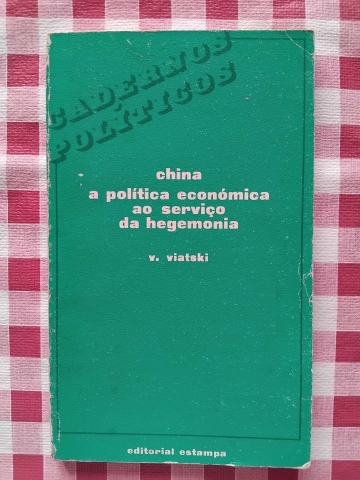 CADERNOS
POLÍTICOS
china
a política económica
ao serviço
da hegemonia
v. viatski
editorial estampa